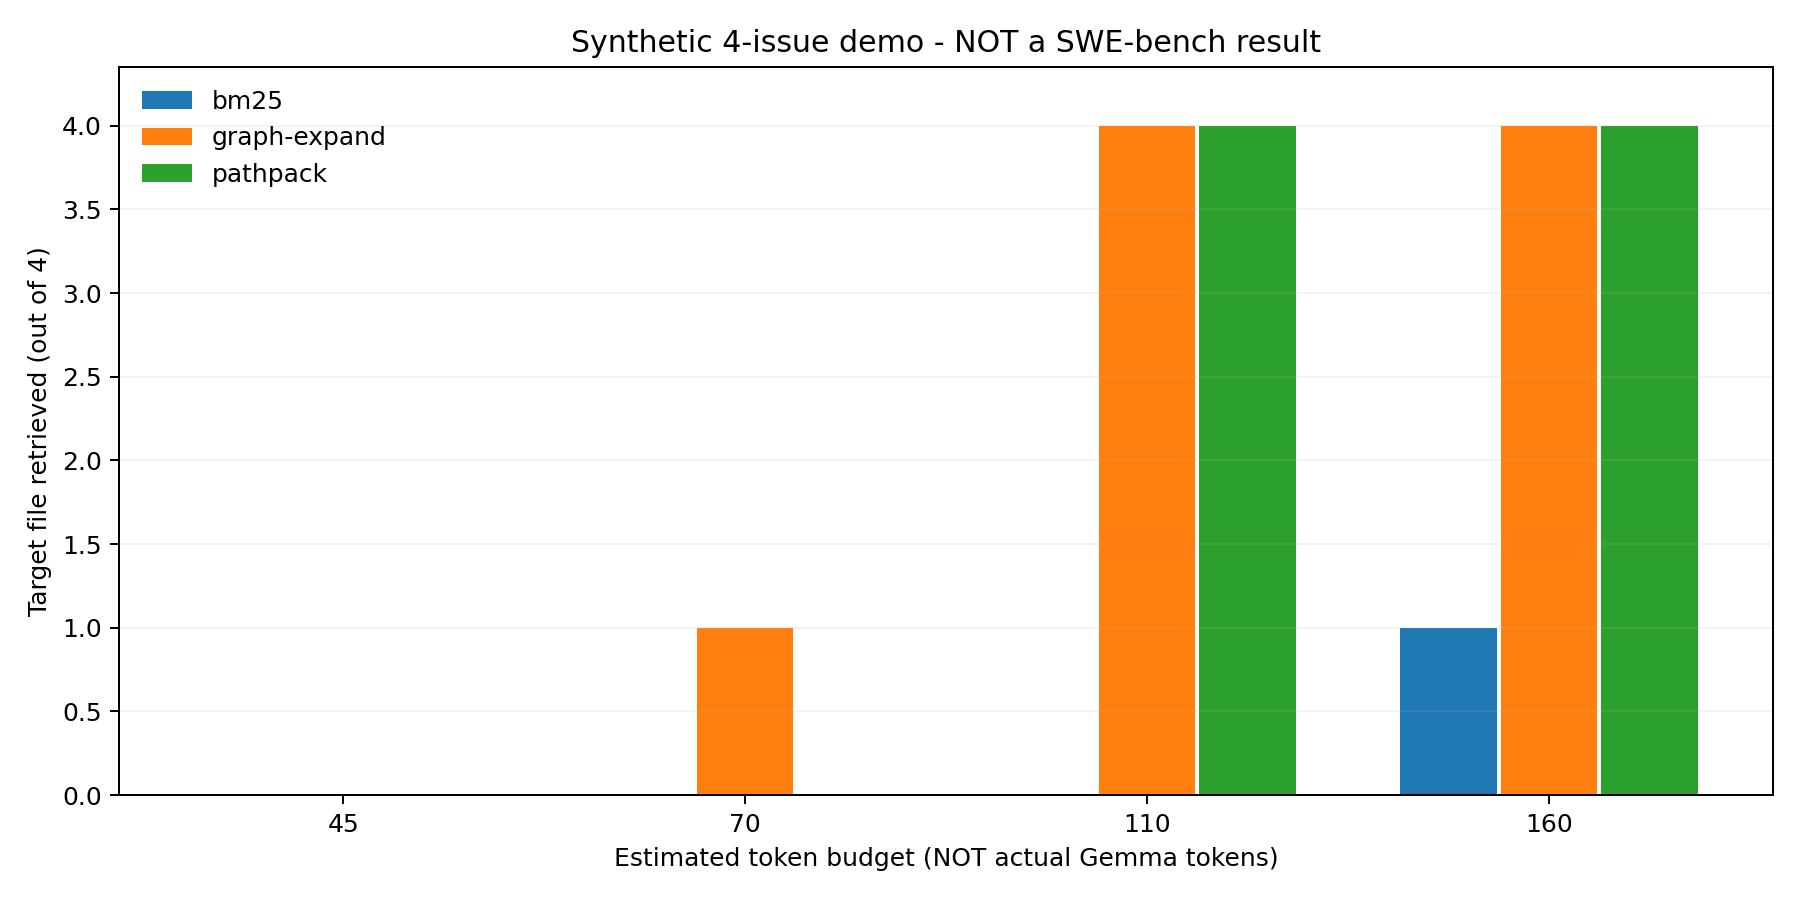 Synthetic 4-issue demo - NOT a SWE-bench result
bm25
graph-expand
pathpack
Target file retrieved (out of 4)
4.0
3.5
3.0
2.5
2.0
1.5
1.0
0.5
0.0
45 70 110 160
Estimated token budget (NOT actual Gemma tokens)